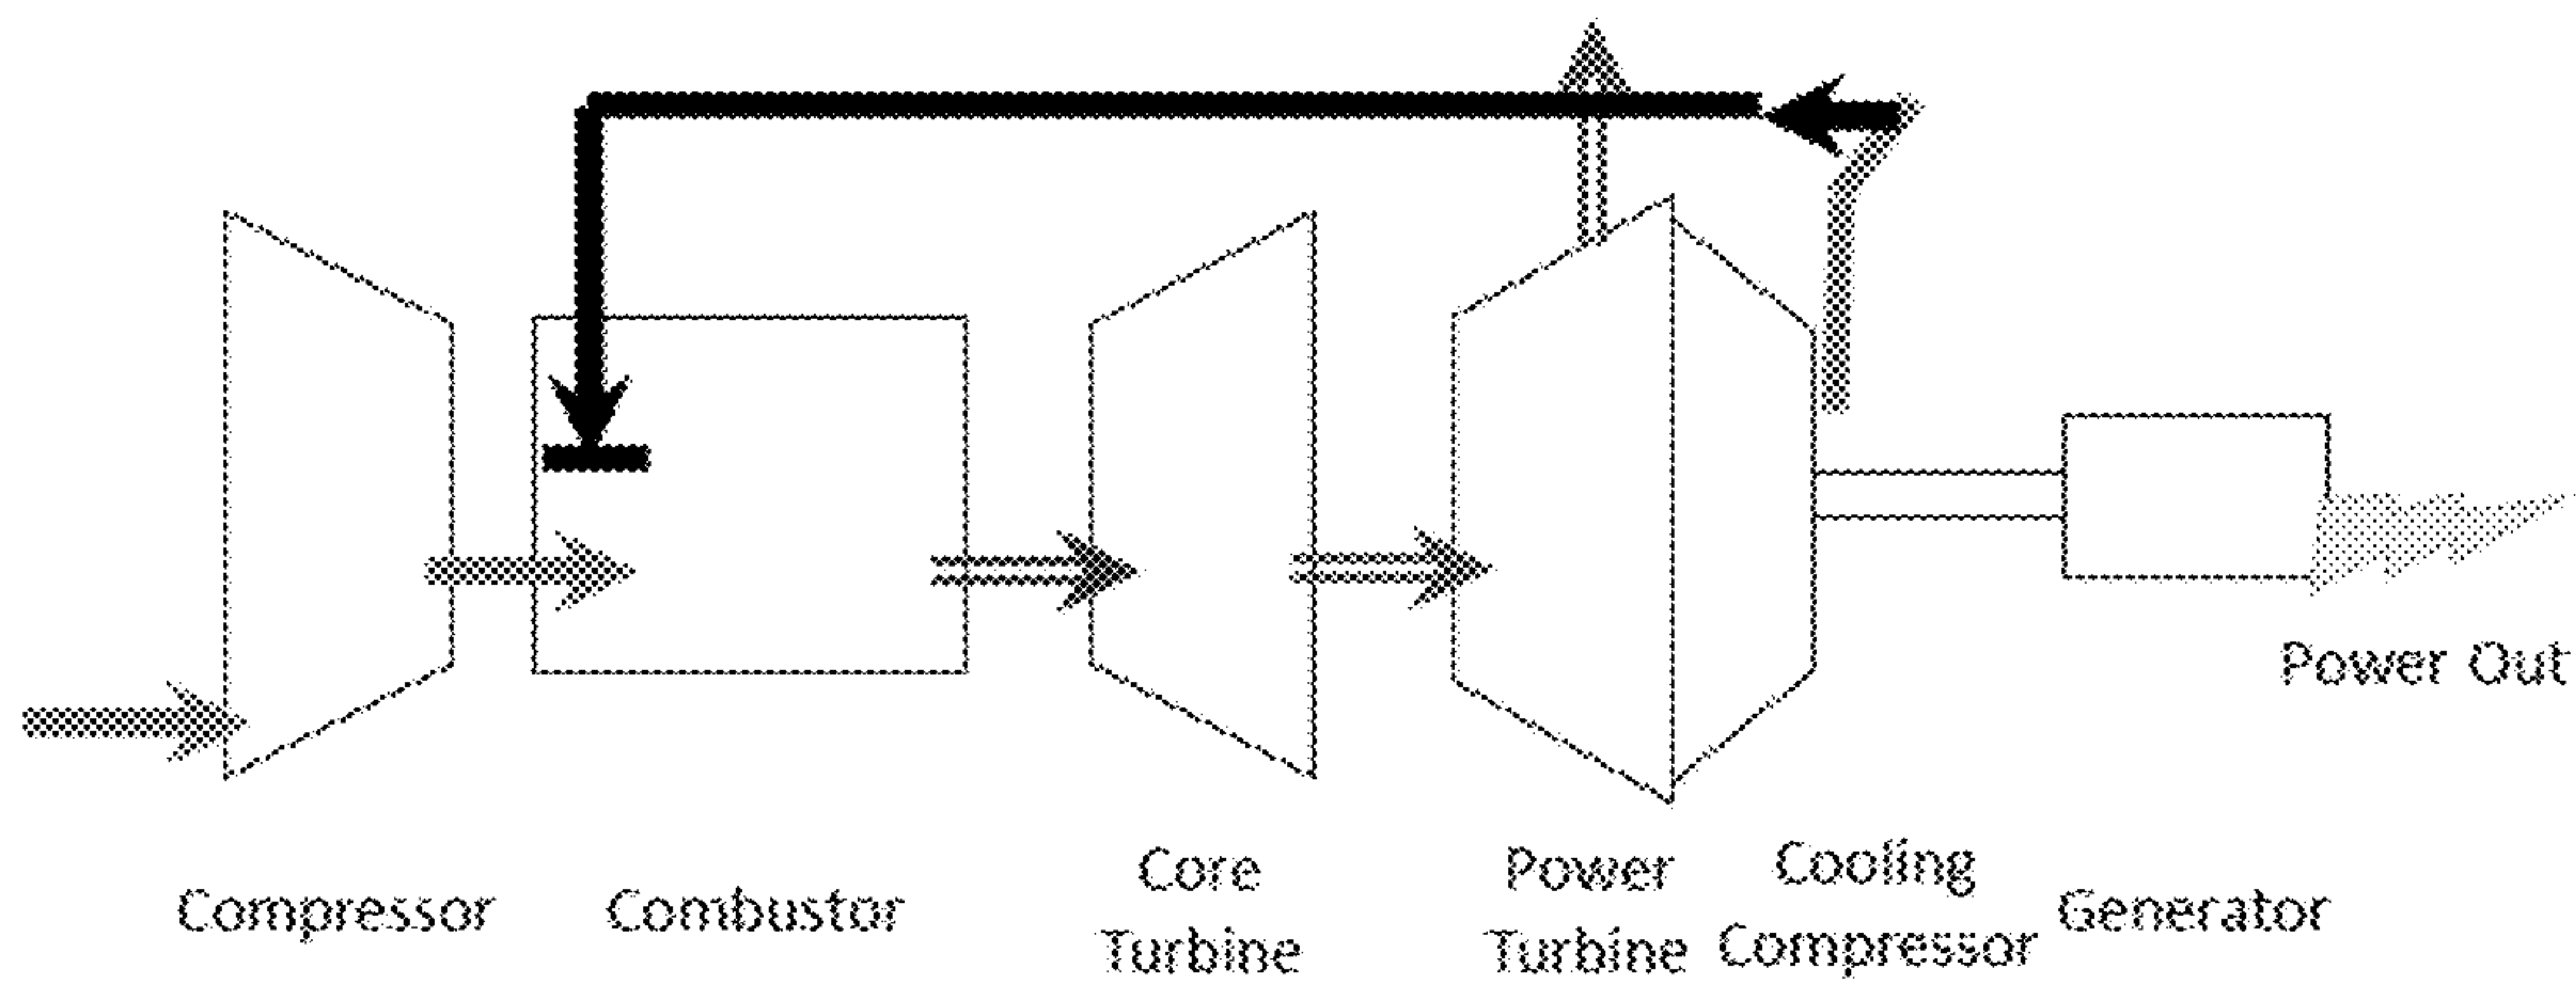 Power Out
Compressor
Combustor
Core
Turbine
Power
Turbine
Cooling
Compressor
Generator